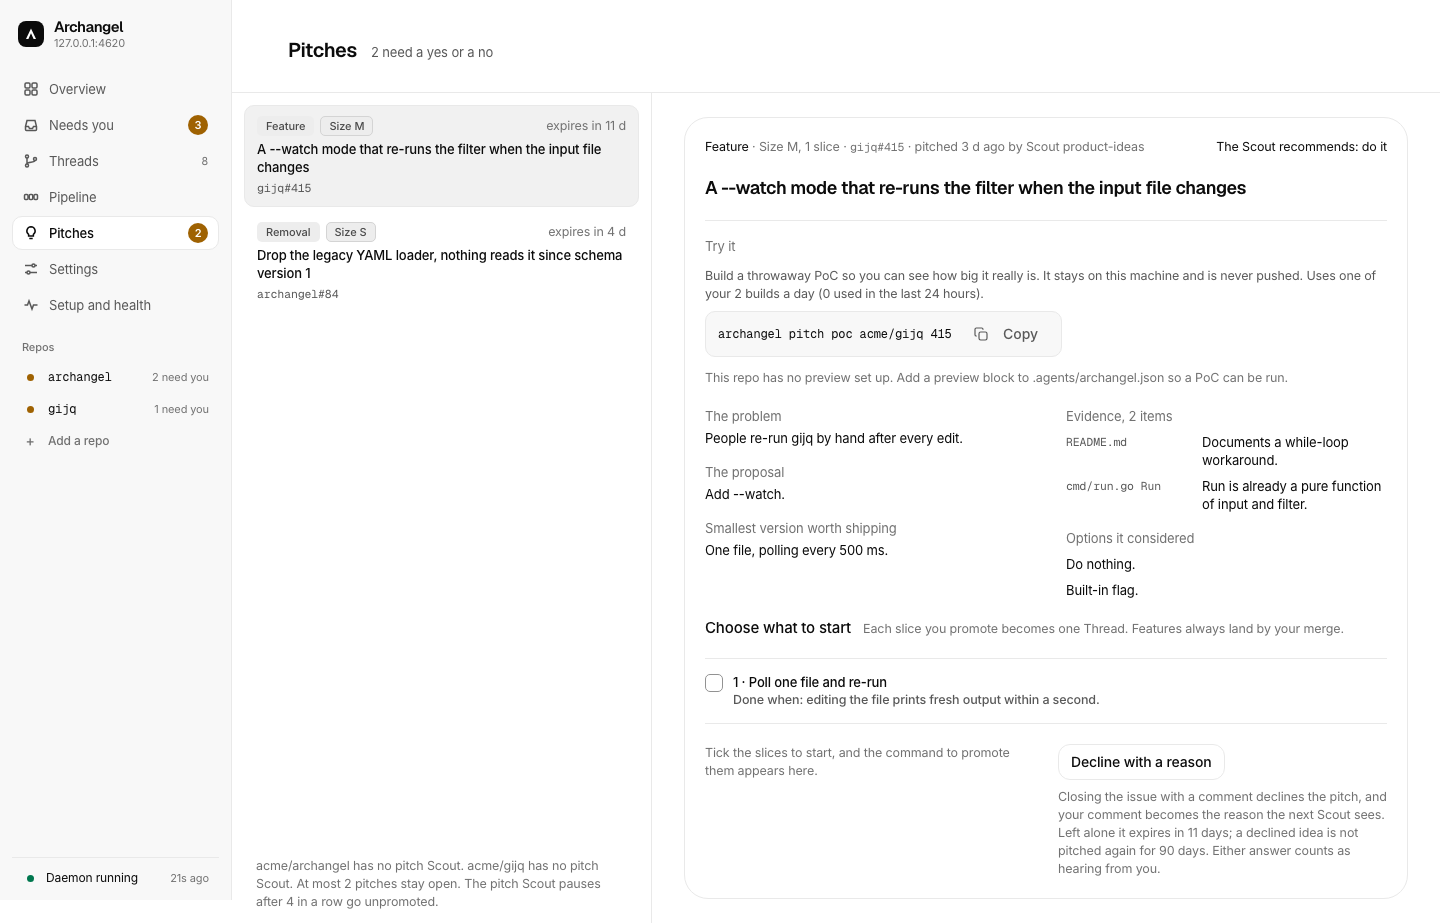 Archangel
127.0.0.1:4620
Overview
Needs you 3
Threads 8
Pipeline
Pitches 2
Settings
Setup and health
Repos
archangel 2 need you
gijq 1 need you
+ Add a repo
Daemon running 21s ago
Pitches 2 need a yes or a no
Feature Size M expires in 11 d
A --watch mode that re-runs the filter when the input file
changes
gijq#415
Removal Size S expires in 4 d
Drop the legacy YAML loader, nothing reads it since schema
version 1
archangel#84
acme/archangel has no pitch Scout. acme/gijq has no pitch
Scout. At most 2 pitches stay open. The pitch Scout pauses
after 4 in a row go unpromoted.
Feature · Size M, 1 slice · gijq#415 · pitched 3 d ago by Scout product-ideas The Scout recommends: do it
A --watch mode that re-runs the filter when the input file changes
Try it
Build a throwaway PoC so you can see how big it really is. It stays on this machine and is never pushed. Uses one of
your 2 builds a day (0 used in the last 24 hours).
archangel pitch poc acme/gijq 415 Copy
This repo has no preview set up. Add a preview block to .agents/archangel.json so a PoC can be run.
The problem
People re-run gijq by hand after every edit.
The proposal
Add --watch.
Smallest version worth shipping
One file, polling every 500 ms.
Evidence, 2 items
README.md Documents a while-loop
workaround.
cmd/run.go Run Run is already a pure function
of input and filter.
Options it considered
Do nothing.
Built-in flag.
Choose what to start Each slice you promote becomes one Thread. Features always land by your merge.
1 · Poll one file and re-run
Done when: editing the file prints fresh output within a second.
Tick the slices to start, and the command to promote
them appears here.
Decline with a reason
Closing the issue with a comment declines the pitch, and
your comment becomes the reason the next Scout sees.
Left alone it expires in 11 days; a declined idea is not
pitched again for 90 days. Either answer counts as
hearing from you.